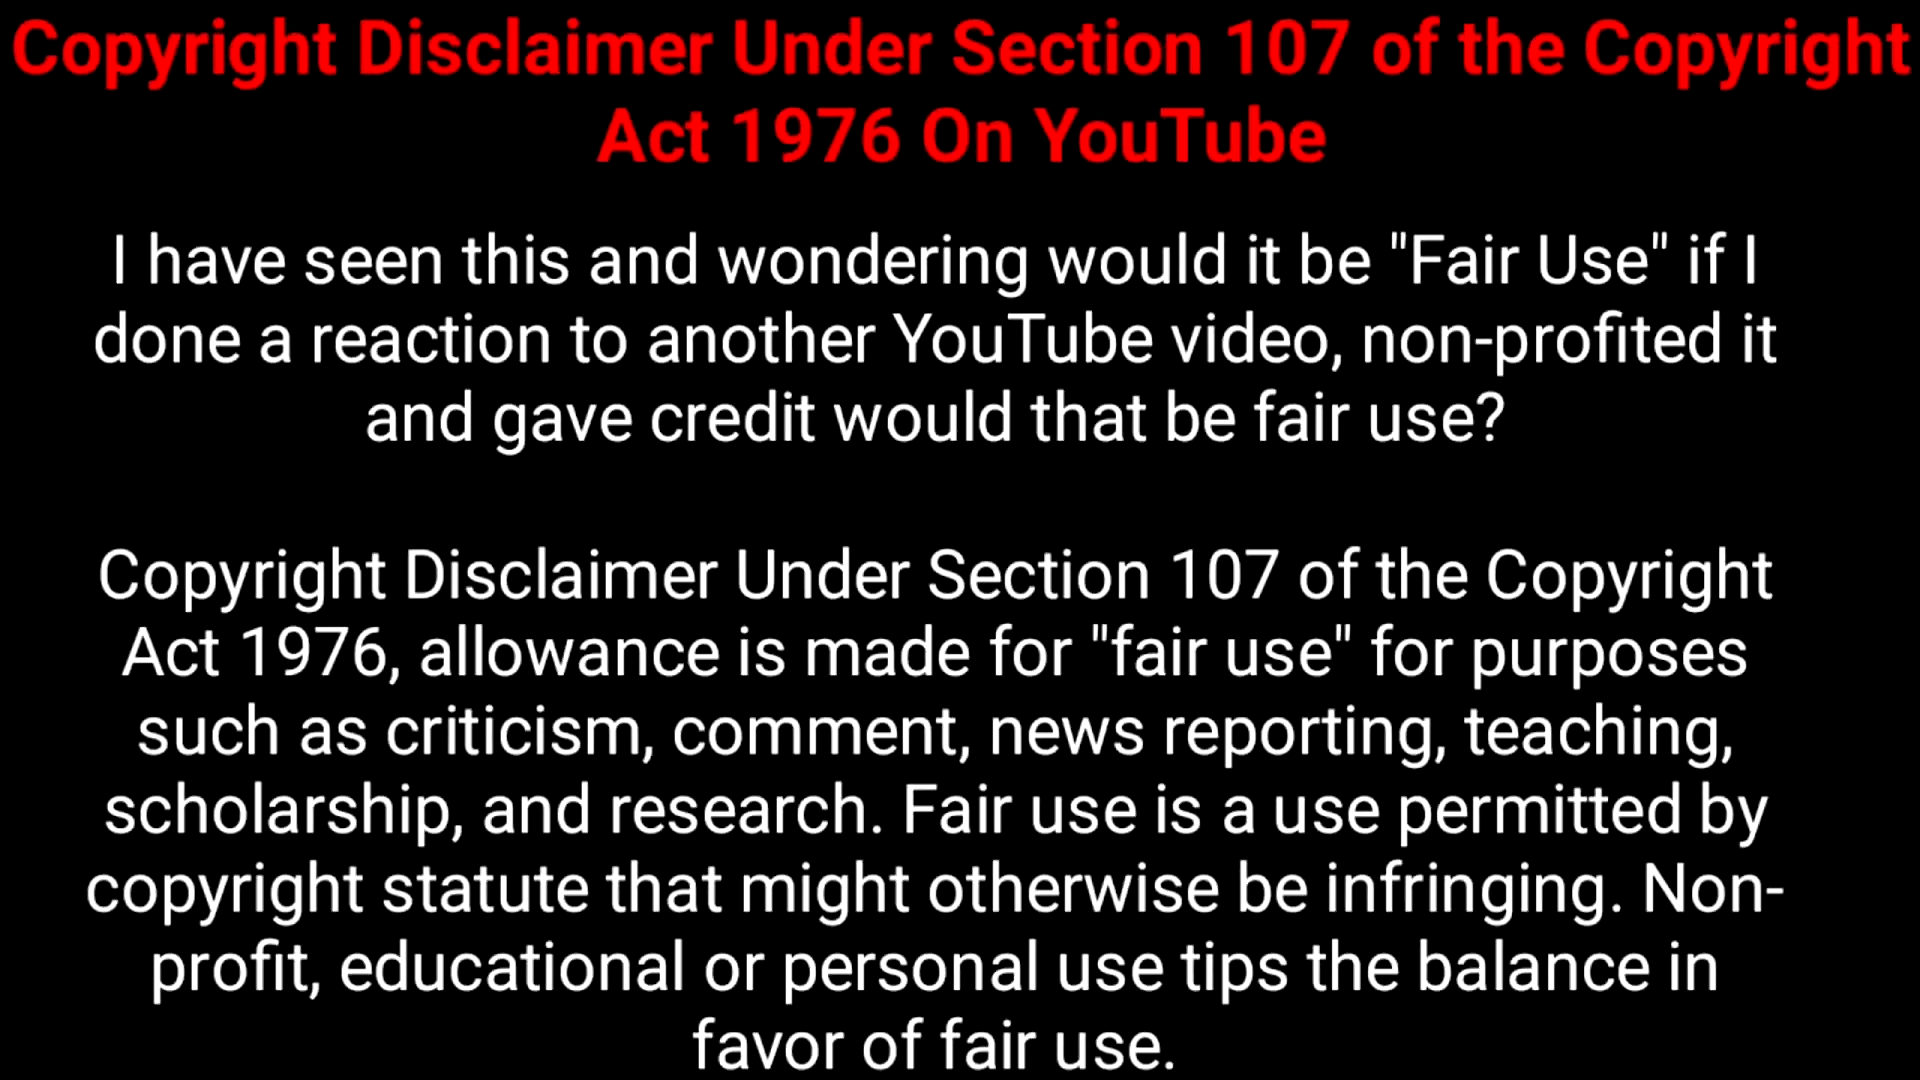 Copyright Disclaimer Under Section 107 of the Copyright
Act 1976 On YouTube
I have seen this and wondering would it be "Fair Use" if I
done a reaction to another YouTube video, non-profited it
and gave credit would that be fair use?
Copyright Disclaimer Under Section 107 of the Copyright
Act 1976, allowance is made for "fair use" for purposes
such as criticism, comment, news reporting, teaching,
scholarship, and research. Fair use is a use permitted by
copyright statute that might otherwise be infringing. Non-
profit, educational or personal use tips the balance in
favor of fair use.